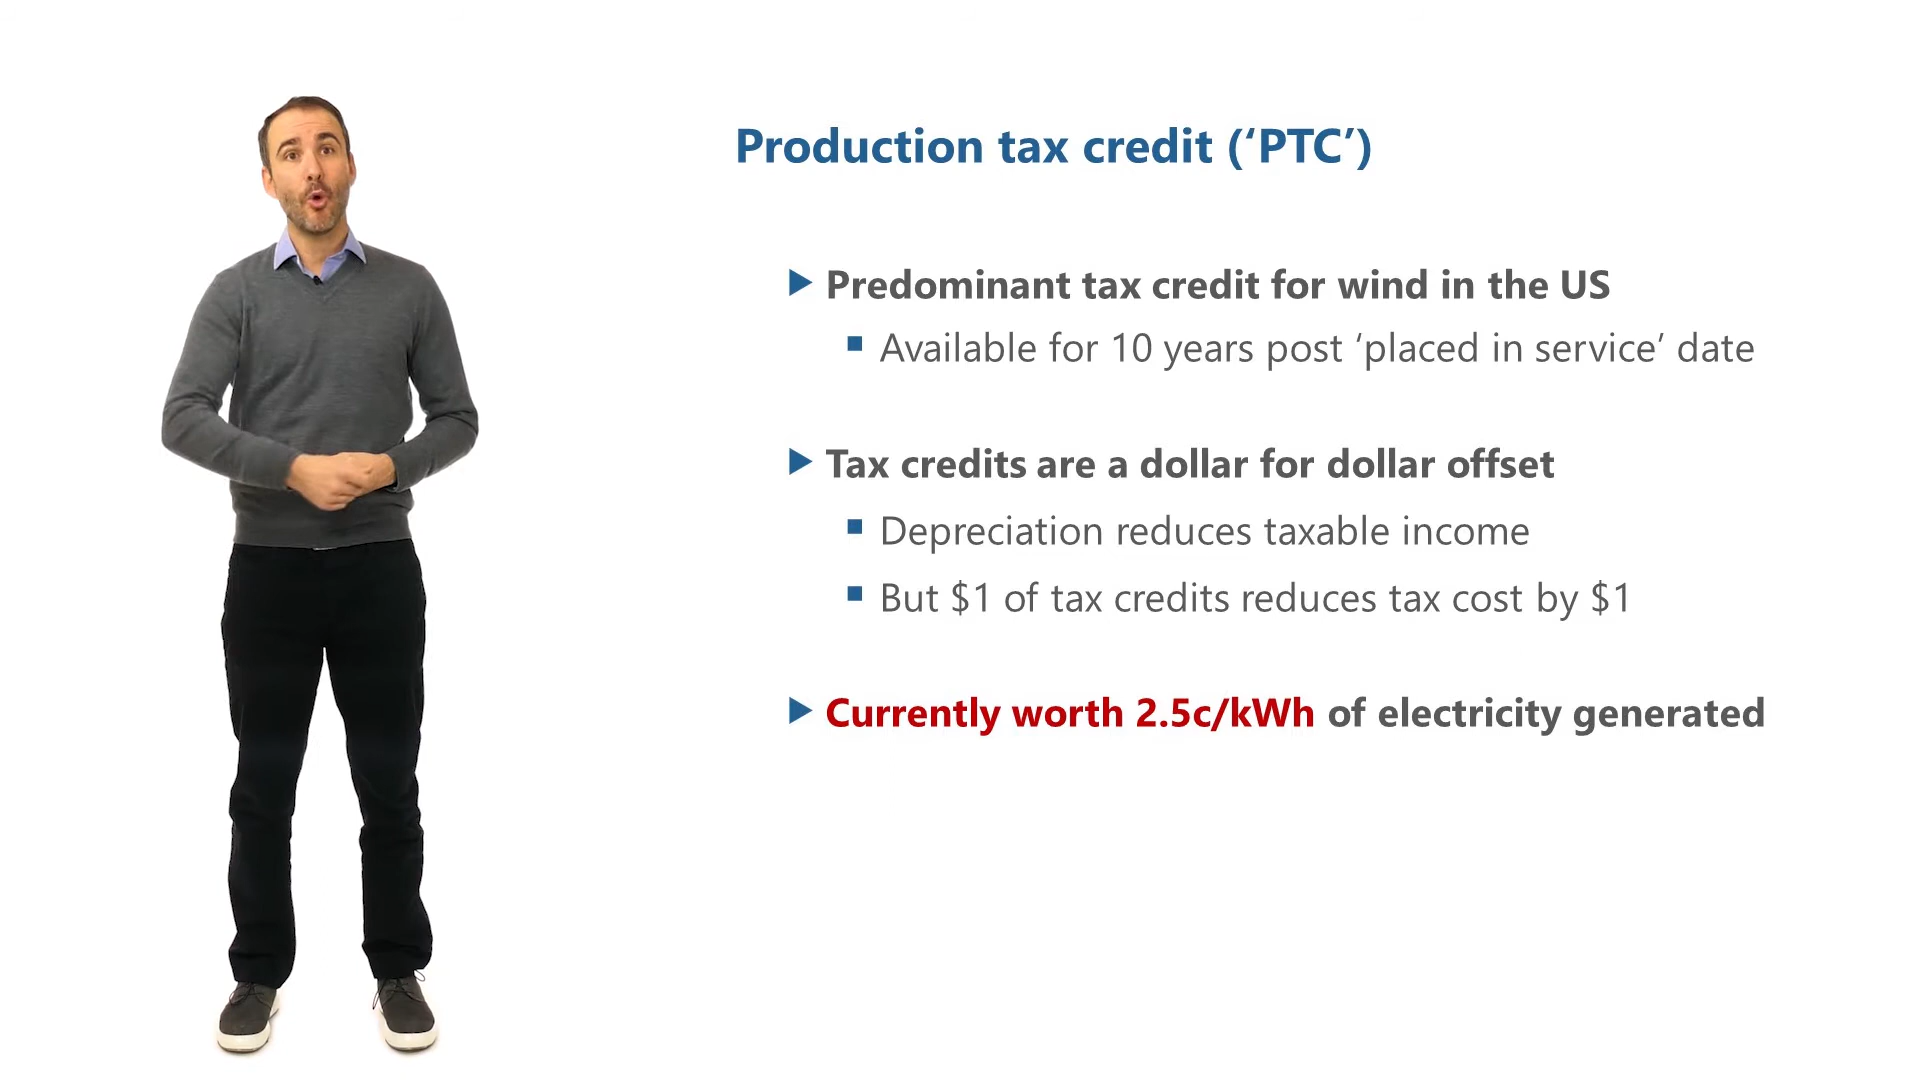 Production tax credit (‘PTC’)
Predominant tax credit for wind in the US
Available for 10 years post ‘placed in service’ date
Tax credits are a dollar for dollar offset
Depreciation reduces taxable income
But $1 of tax credits reduces tax cost by $1
Currently worth 2.5c/kWh of electricity generated